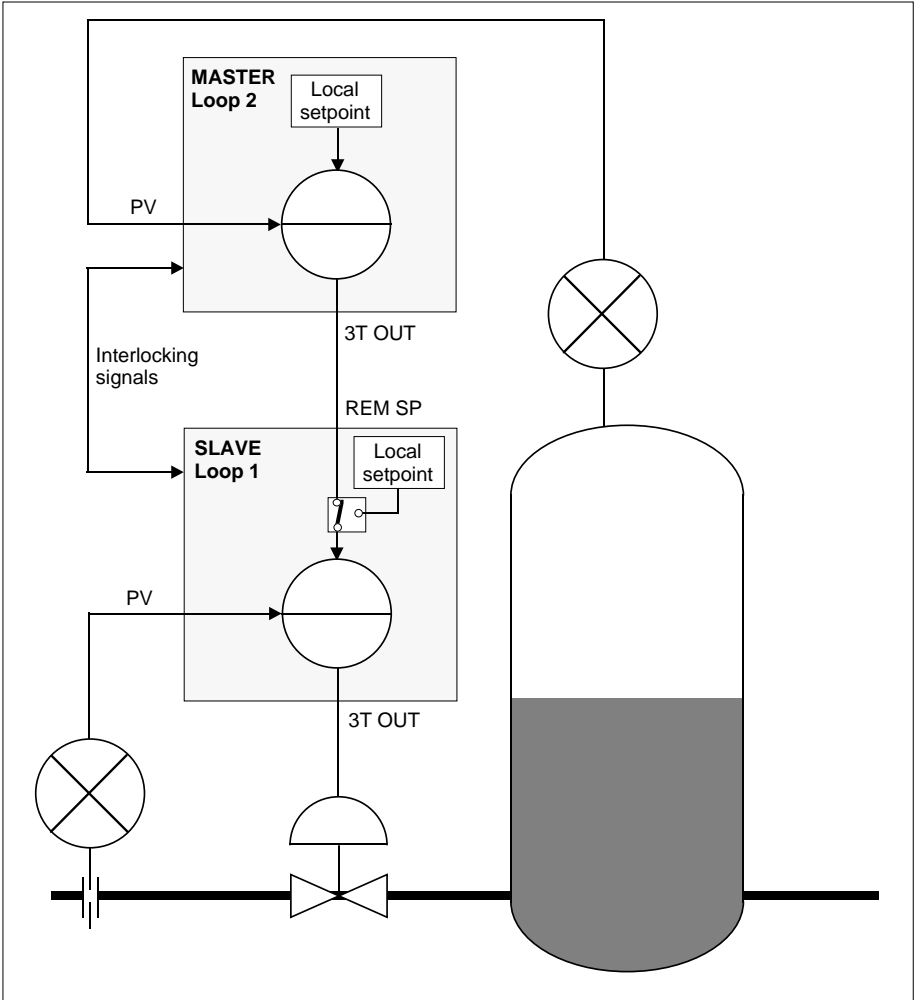 MASTER
Loop 2
Local
setpoint
PV
3T OUT
Interlocking
signals
REM SP
SLAVE
Loop 1
Local
setpoint
PV
3T OUT